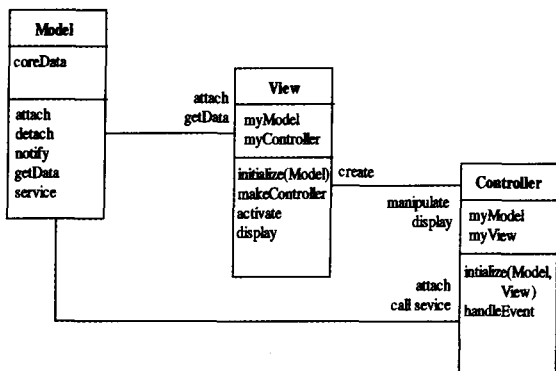 Model
coreData
attach
detach
notify
getData
service
attach
getData
View
myModel
myController
initialize(Model)
makeController
activate
display
create
manipulate
display
Controller
myModel
myView
intialize(Model,
View)
handleEvent
attach
call sevice